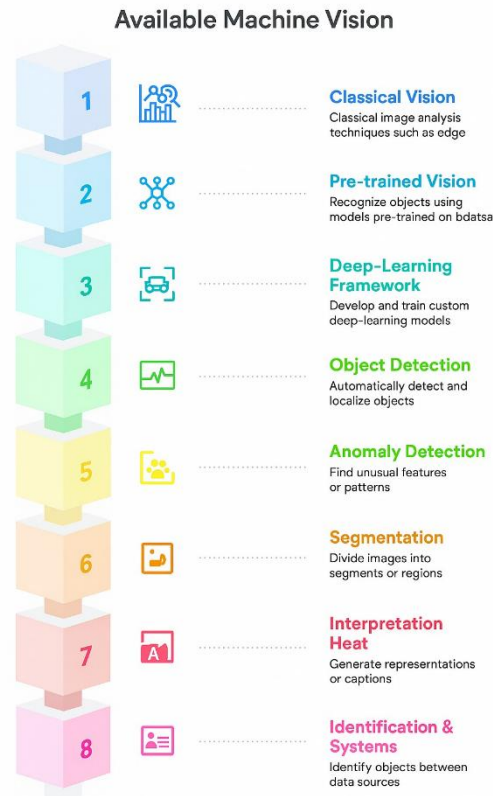 Available Machine Vision
1
Classical Vision
Classical image analysis
techniques such as edge
2
Pre-trained Vision
Recognize objects using
models pre-trained on bdatsa
3
Deep-Learning
Framework
Develop and train custom
deep-learning models
4
Object Detection
Automatically detect and
localize objects
5
Anomaly Detection
Find unusual features
or patterns
6
Segmentation
Divide images into
segments or regions
7
A
Interpretation
Heat
Generate represerntations
or captions
8
Identification &
Systems
Identify objects between
data sources